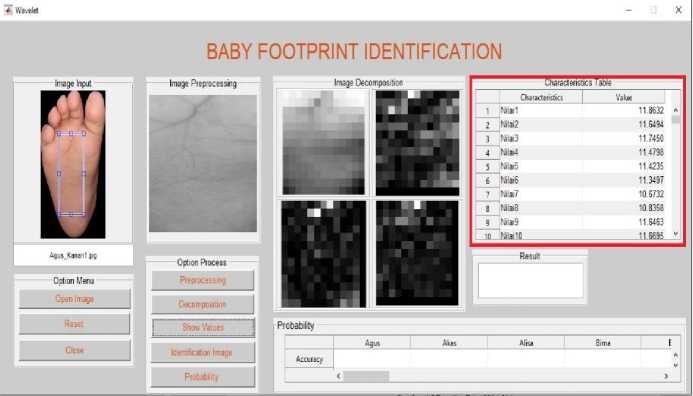 Wavelet
BABY FOOTPRINT IDENTIFICATION
Image Input
Agus_Kanan1.jpg
Option Menu
Open Image
Reset
Close
Image Preprocessing
Option Process
Preprocessing
Decomposition
Show Values
Identification Image
Probability
Image Decomposition
Characteristics Table
Characteristics Value
1 Nilai1 11.8632
2 Nilai2 11.6494
3 Nilai3 11.7450
4 Nilai4 11.4798
5 Nilai5 11.4235
6 Nilai6 11.3497
7 Nilai7 10.6732
8 Nilai8 10.8358
9 Nilai9 11.6463
10 Nilai10 11.6695
Result
Probability
Agus Akas Alisa Bima
Accuracy